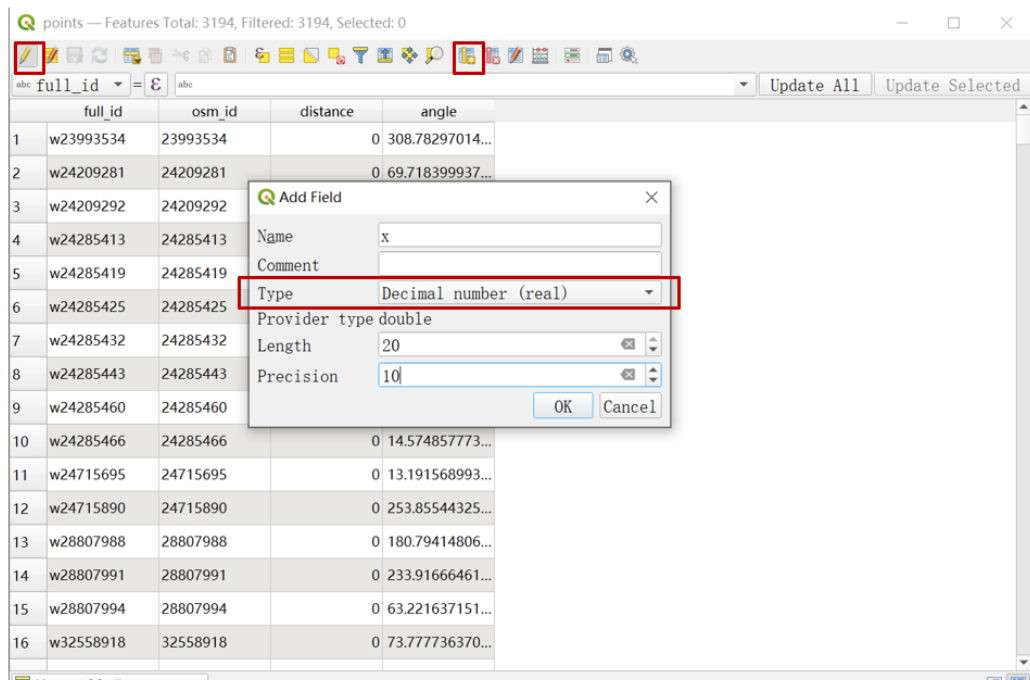 points — Features Total: 3194, Filtered: 3194, Selected: 0
abc full_id = ε abc Update All Update Selected
full_id osm_id distance angle
1 w23993534 23993534 0 308.78297014...
2 w24209281 24209281 0 69.718399937...
3 w24209292 24209292
4 w24285413 24285413
5 w24285419 24285419
6 w24285425 24285425
7 w24285432 24285432
8 w24285443 24285443
9 w24285460 24285460
10 w24285466 24285466 0 14.574857773...
11 w24715695 24715695 0 13.191568993...
12 w24715890 24715890 0 253.85544325...
13 w28807988 28807988 0 180.79414806...
14 w28807991 28807991 0 233.91666461...
15 w28807994 28807994 0 63.221637151...
16 w32558918 32558918 0 73.777736370...
Add Field
Name x
Comment
Type Decimal number (real)
Provider type double
Length 20
Precision 10
OK Cancel